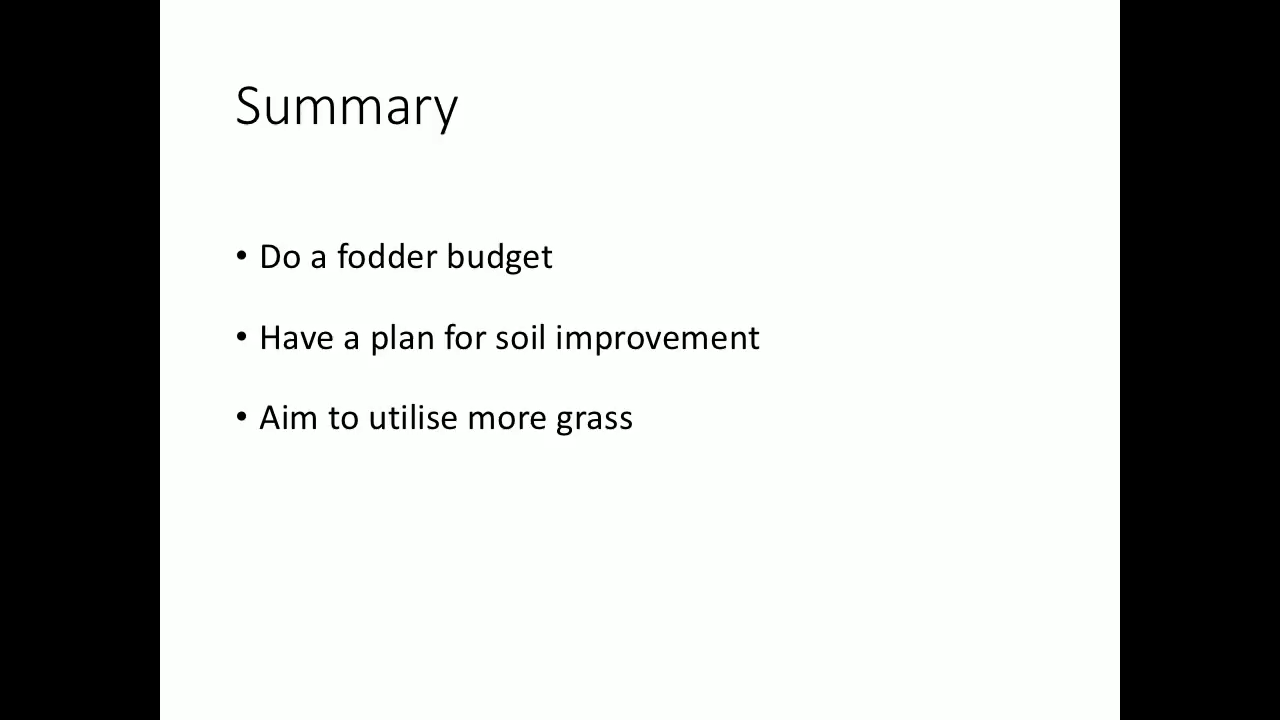 Summary
• Do a fodder budget
• Have a plan for soil improvement
• Aim to utilise more grass